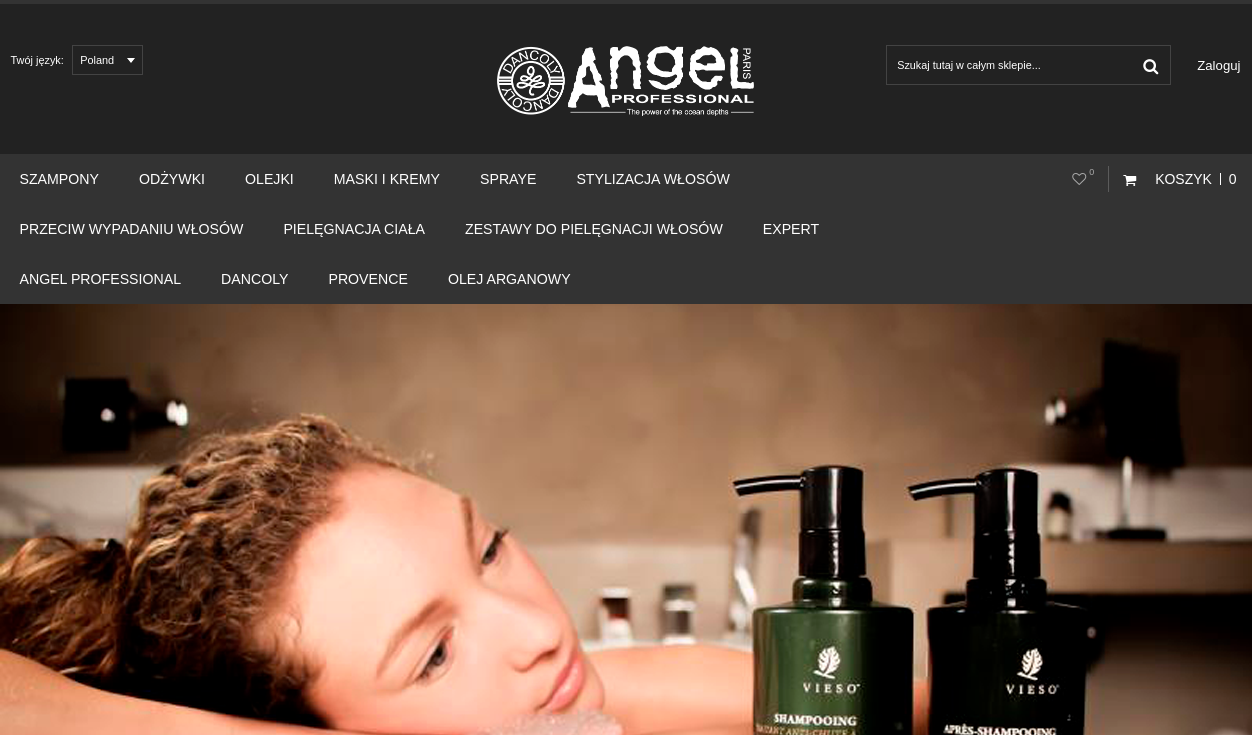 Twój język:
Poland
DANCOLY DANCOLY
Angel PARIS
PROFESSIONAL
The power of the ocean depths
Szukaj tutaj w całym sklepie...
Zaloguj
SZAMPONY ODŻYWKI OLEJKI MASKI I KREMY SPRAYE STYLIZACJA WŁOSÓW
0
KOSZYK 0
PRZECIW WYPADANIU WŁOSÓW PIELĘGNACJA CIAŁA ZESTAWY DO PIELĘGNACJI WŁOSÓW EXPERT
ANGEL PROFESSIONAL DANCOLY PROVENCE OLEJ ARGANOWY
VIESO
SHAMPOOING
ANTI-CHUTE
VIESO
APRÈS-SHAMPOOING